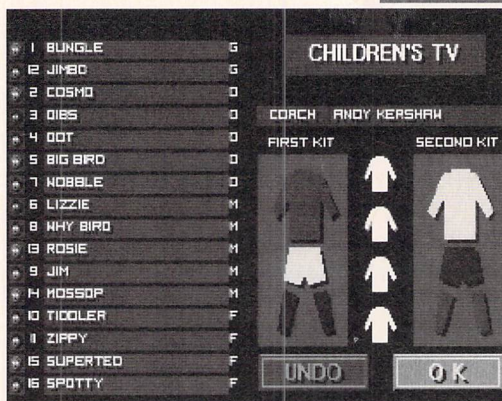 1 BUNGLE G
12 JIMBO G
2 COSMO D
3 DIBS D
4 DOT D
5 BIG BIRD D
7 WOBBLE D
6 LIZZIE M
8 WHY BIRD M
13 ROSIE M
9 JIM M
14 MOSSOP M
10 TIDDLER F
11 ZIPPY F
15 SUPERTED F
16 SPOTTY F
CHILDREN'S TV
COACH ANDY KERSHAW
FIRST KIT SECOND KIT
UNDO OK